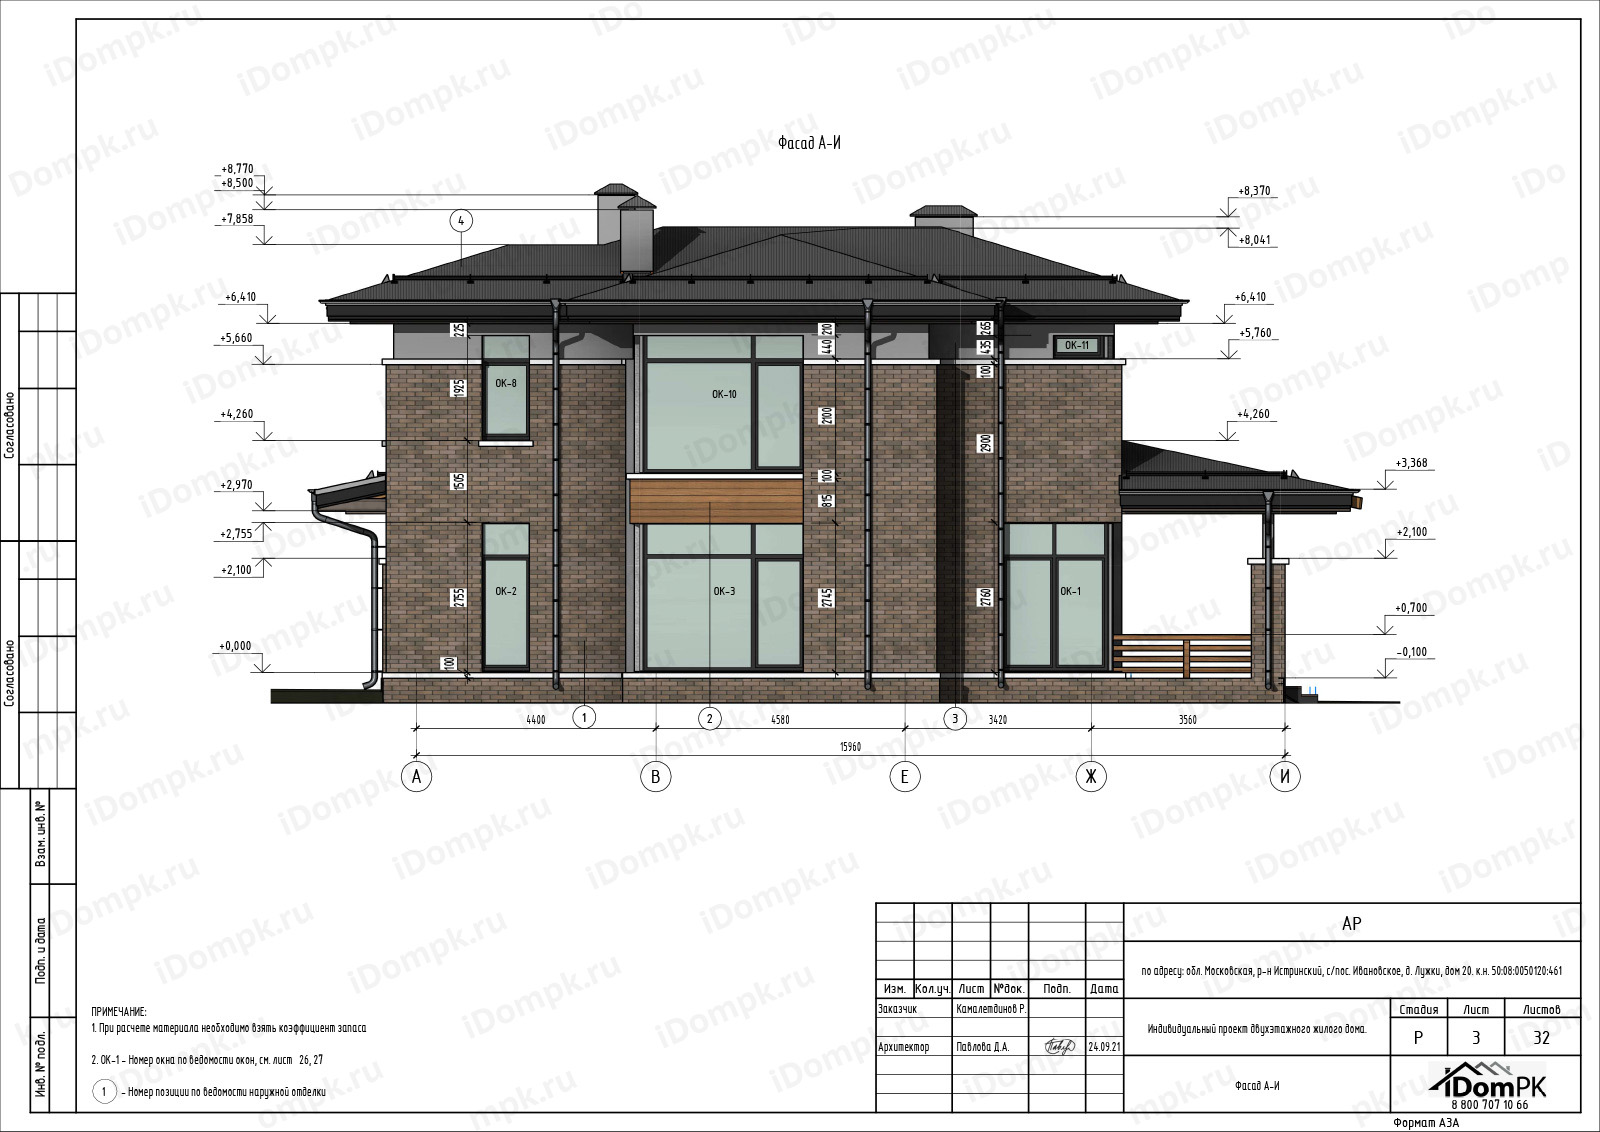 Фасад А-И
+8,770
+8,500
+7,858
+6,410
+5,660
+4,260
+2,970
+2,755
+2,100
+0,000
4
+8,370
+8,041
+6,410
+5,760
+4,260
+3,368
+2,100
+0,700
-0,100
225
1925
1505
2755
100
210
440
2100
100
815
2745
265
435
100
2900
2760
ОК-8
ОК-10
ОК-11
ОК-2
ОК-3
ОК-1
1
2
3
4400
4580
3420
3560
15960
А
В
Е
Ж
И
Согласовано
Согласовано
Взам. инв. №
Подп. и дата
Инв. № подл.
ПРИМЕЧАНИЕ:
1. При расчете материала необходимо взять коэффициент запаса
2. ОК-1 - Номер окна по ведомости окон, см. лист 26, 27
1 - Номер позиции по ведомости наружной отделки
АР
по адресу: обл. Московская, р-н Истринский, с/пос. Ивановское, д. Лужки, дом 20. к.н. 50:08:0050120:461
Изм. Кол.уч. Лист №док. Подп. Дата
Заказчик Камалетдинов Р.
Архитектор Павлова Д.А. 24.09.21
Индивидуальный проект двухэтажного жилого дома.
Стадия Лист Листов
Р 3 32
Фасад А-И
iDomPK
8 800 707 10 66
Формат А3А
iDompk.ru